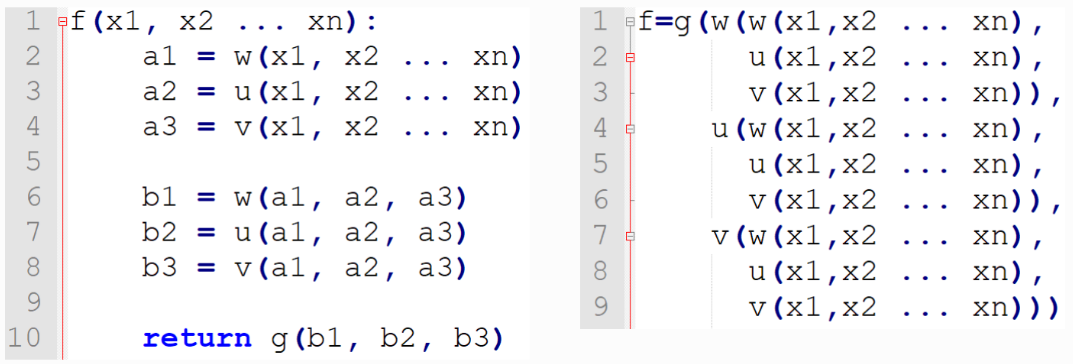 1 f(x1, x2 ... xn):
2 a1 = w(x1, x2 ... xn)
3 a2 = u(x1, x2 ... xn)
4 a3 = v(x1, x2 ... xn)
5
6 b1 = w(a1, a2, a3)
7 b2 = u(a1, a2, a3)
8 b3 = v(a1, a2, a3)
9
10 return g(b1, b2, b3)
1 f=g(w(w(x1,x2 ... xn),
2 u(x1,x2 ... xn),
3 v(x1,x2 ... xn)),
4 u(w(x1,x2 ... xn),
5 u(x1,x2 ... xn),
6 v(x1,x2 ... xn)),
7 v(w(x1,x2 ... xn),
8 u(x1,x2 ... xn),
9 v(x1,x2 ... xn)))